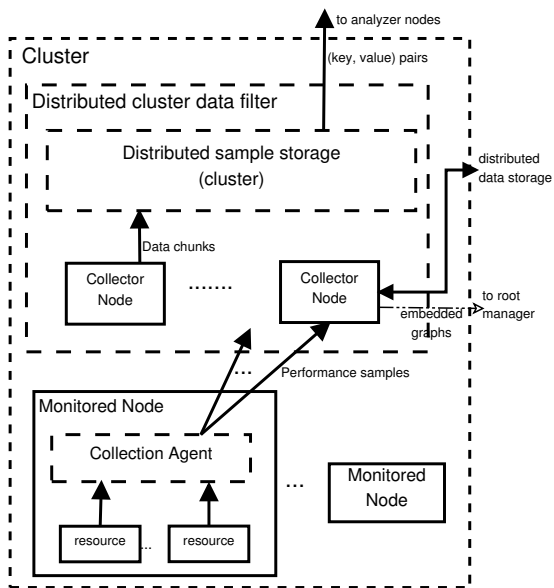 to analyzer nodes
Cluster
(key, value) pairs
Distributed cluster data filter
Distributed sample storage
(cluster)
distributed
data storage
Data chunks
Collector
Node
.......
Collector
Node
to root
manager
embedded
graphs
...
Performance samples
Monitored Node
Collection Agent
...
Monitored
Node
resource
...
resource